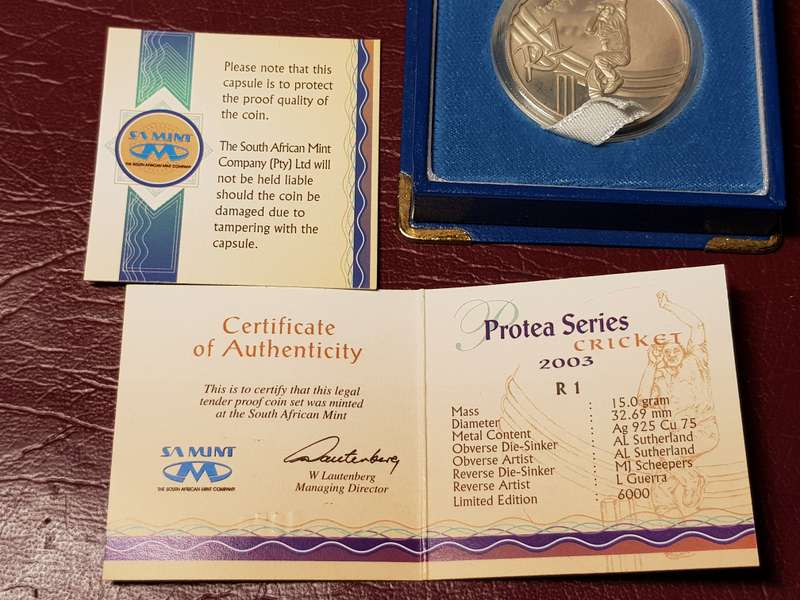 Please note that this
capsule is to protect
the proof quality of
the coin.
The South African Mint
Company (Pty) Ltd will
not be held liable
should the coin be
damaged due to
tampering with the
capsule.
SA MINT
THE SOUTH AFRICAN MINT COMPANY
R1
Certificate
of Authenticity
This is to certify that this legal
tender proof coin set was minted
at the South African Mint
SA MINT
THE SOUTH AFRICAN MINT COMPANY
W Lautenberg
W Lautenberg
Managing Director
Protea Series
CRICKET
2003
R 1
Mass : 15.0 gram
Diameter : 32.69 mm
Metal Content : Ag 925 Cu 75
Obverse Die-Sinker : AL Sutherland
Obverse Artist : AL Sutherland
Reverse Die-Sinker : MJ Scheepers
Reverse Artist : L Guerra
Limited Edition : 6000